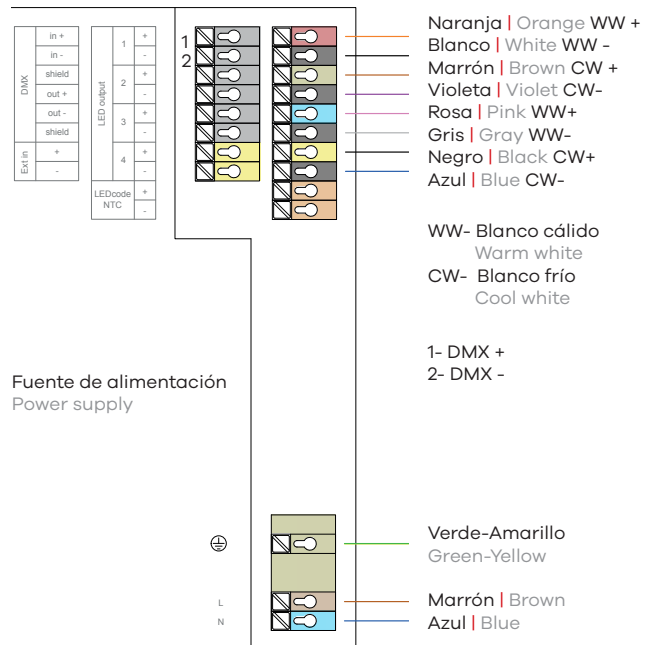 DMX
in +
in -
shield
out +
out -
shield
Ext in
+
-
LED output
1
+
-
2
+
-
3
+
-
4
+
-
LEDcode
NTC
+
-
1
2
Naranja | Orange WW +
Blanco | White WW -
Marrón | Brown CW +
Violeta | Violet CW-
Rosa | Pink WW+
Gris | Gray WW-
Negro | Black CW+
Azul | Blue CW-
WW- Blanco cálido
Warm white
CW- Blanco frío
Cool white
1- DMX +
2- DMX -
Fuente de alimentación
Power supply
Verde-Amarillo
Green-Yellow
L
Marrón | Brown
N
Azul | Blue